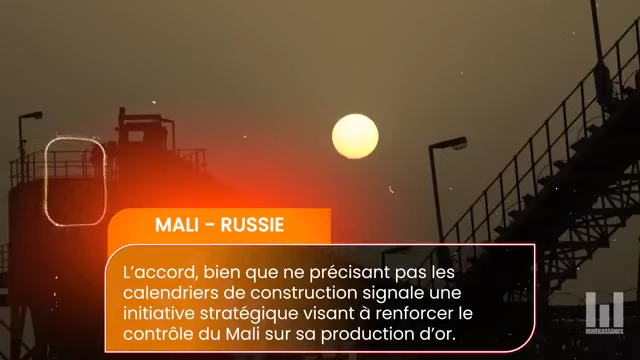 MALI - RUSSIE
L'accord, bien que ne précisant pas les
calendriers de construction signale une
initiative stratégique visant à renforcer le
contrôle du Mali sur sa production d'or.